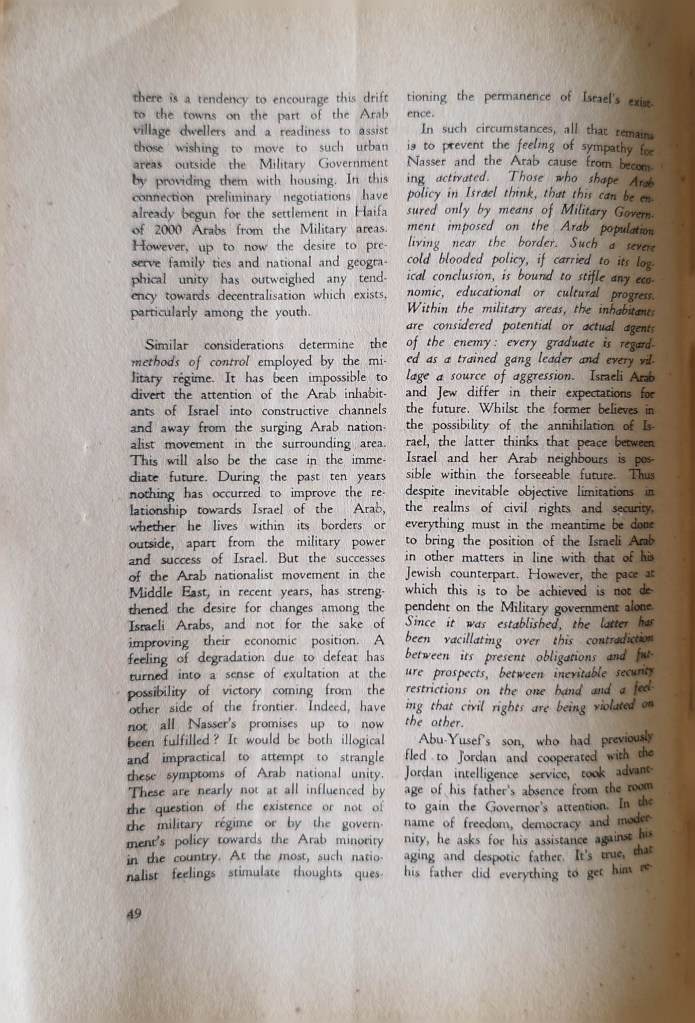 there is a tendency to encourage this drift
to the towns on the part of the Arab
village dwellers and a readiness to assist
those wishing to move to such urban
areas outside the Military Government
by providing them with housing. In this
connection preliminary negotiations have
already begun for the settlement in Haifa
of 2000 Arabs from the Military areas.
However, up to now the desire to pre-
serve family ties and national and geogra-
phical unity has outweighed any tend-
ency towards decentralisation which exists,
particularly among the youth.
Similar considerations determine the
methods of control employed by the mi-
litary régime. It has been impossible to
divert the attention of the Arab inhabit-
ants of Israel into constructive channels
and away from the surging Arab nation-
alist movement in the surrounding area.
This will also be the case in the imme-
diate future. During the past ten years
nothing has occurred to improve the re-
lationship towards Israel of the Arab,
whether he lives within its borders or
outside, apart from the military power
and success of Israel. But the successes
of the Arab nationalist movement in the
Middle East, in recent years, has streng-
thened the desire for changes among the
Israeli Arabs, and not for the sake of
improving their economic position. A
feeling of degradation due to defeat has
turned into a sense of exultation at the
possibility of victory coming from the
other side of the frontier. Indeed, have
not all Nasser's promises up to now
been fulfilled? It would be both illogical
and impractical to attempt to strangle
these symptoms of Arab national unity.
These are nearly not at all influenced by
the question of the existence or not of
the military régime or by the govern-
ment's policy towards the Arab minority
in the country. At the most, such natio-
nalist feelings stimulate thoughts ques-
49
tioning the permanence of Israel's exist-
ence.
In such circumstances, all that remains
is to prevent the feeling of sympathy for
Nasser and the Arab cause from becom-
ing activated. Those who shape Arab
policy in Israel think, that this can be en-
sured only by means of Military Govern-
ment imposed on the Arab population
living near the border. Such a severe
cold blooded policy, if carried to its log-
ical conclusion, is bound to stifle any eco-
nomic, educational or cultural progress.
Within the military areas, the inhabitants
are considered potential or actual agents
of the enemy: every graduate is regard-
ed as a trained gang leader and every vil-
lage a source of aggression. Israeli Arab
and Jew differ in their expectations for
the future. Whilst the former believes in
the possibility of the annihilation of Is-
rael, the latter thinks that peace between
Israel and her Arab neighbours is pos-
sible within the forseeable future. Thus
despite inevitable objective limitations in
the realms of civil rights and security,
everything must in the meantime be done
to bring the position of the Israeli Arab
in other matters in line with that of his
Jewish counterpart. However, the pace at
which this is to be achieved is not de-
pendent on the Military government alone.
Since it was established, the latter has
been vacillating over this contradiction
between its present obligations and fut-
ure prospects, between inevitable security
restrictions on the one hand and a feel-
ing that civil rights are being violated on
the other.
Abu-Yusef's son, who had previously
fled to Jordan and cooperated with the
Jordan intelligence service, took advant-
age of his father's absence from the room
to gain the Governor's attention. In the
name of freedom, democracy and moder-
nity, he asks for his assistance against his
aging and despotic father. It's true, that
his father did everything to get him re-